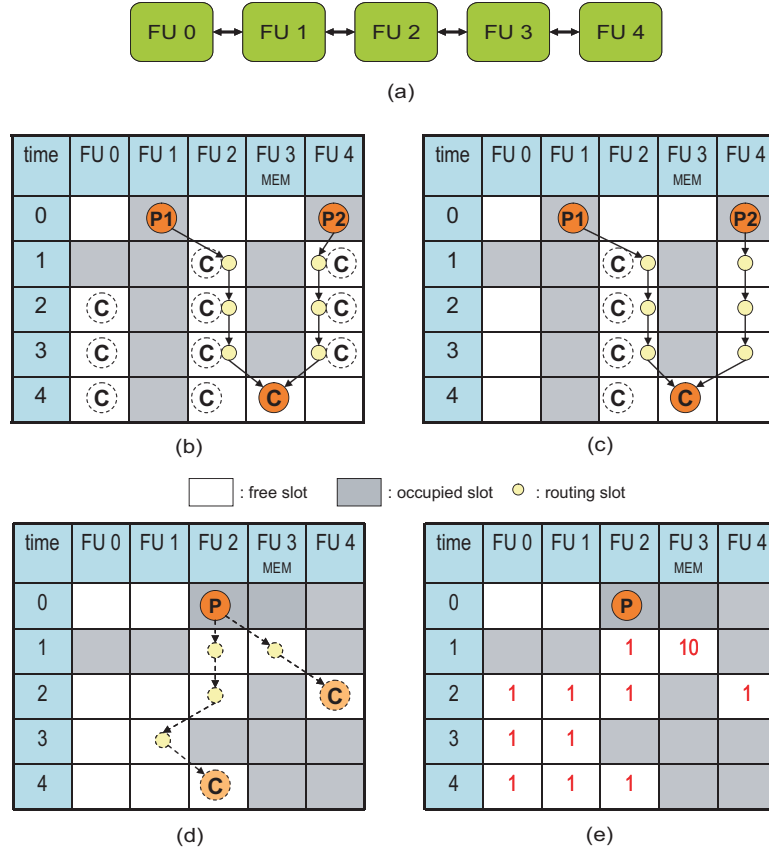 FU 0 FU 1 FU 2 FU 3 FU 4
(a)
time FU 0 FU 1 FU 2 FU 3 MEM FU 4
0 P1 P2
1 C C
2 C C C
3 C C C
4 C C C
(b)
time FU 0 FU 1 FU 2 FU 3 MEM FU 4
0 P1 P2
1 C
2 C
3 C
4 C C
(c)
: free slot : occupied slot : routing slot
time FU 0 FU 1 FU 2 FU 3 MEM FU 4
0 P
1
2 C
3
4 C
(d)
time FU 0 FU 1 FU 2 FU 3 MEM FU 4
0 P
1 1 10
2 1 1 1 1
3 1 1
4 1 1 1
(e)